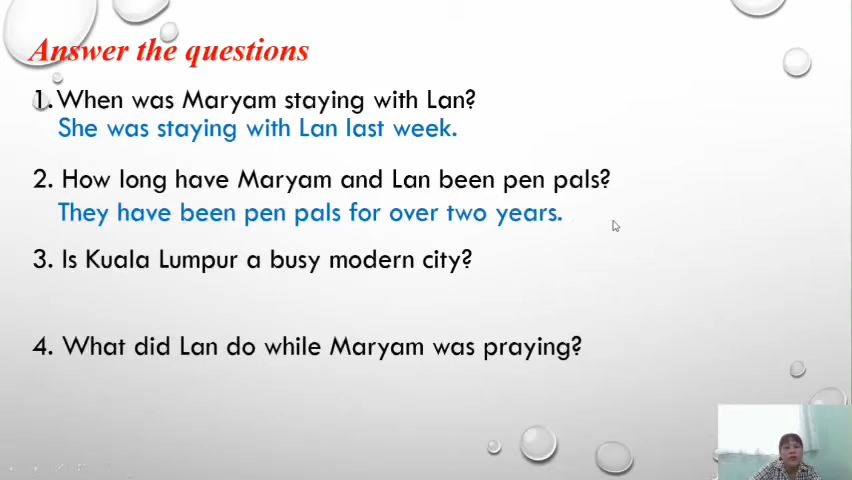 Answer the questions
1. When was Maryam staying with Lan?
She was staying with Lan last week.
2. How long have Maryam and Lan been pen pals?
They have been pen pals for over two years.
3. Is Kuala Lumpur a busy modern city?
4. What did Lan do while Maryam was praying?